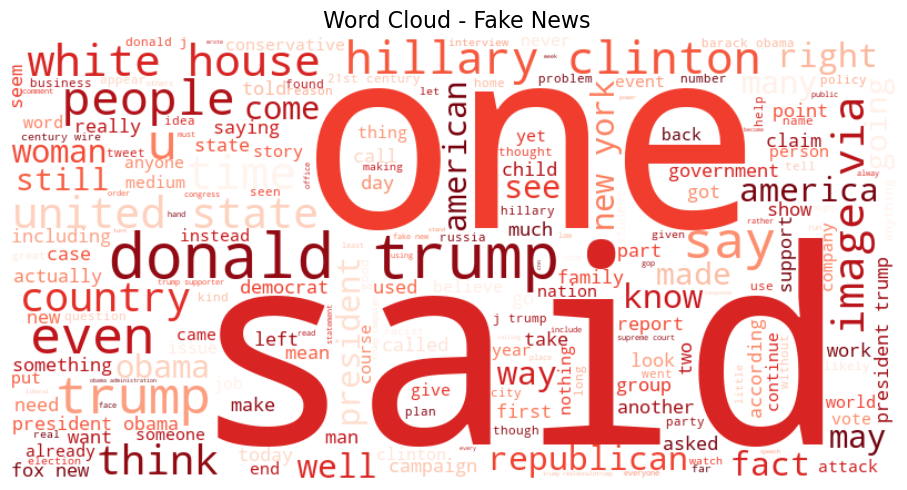 Word Cloud - Fake News
donald j
conservative
interview
never
barack obama
white house
hillary clinton
right
seem
business
appear
told
reason
found
21st century
let
home
problem
number
event
policy
many
going
comment
people
come
one
american
public
word
really
idea
saying
thing
yet
back
new york
point
name
help
century wire
tweet
must
state
call
making
thought
child
claim
image via
woman
u
anyone
story
office
see
government
person
tell
still
medium
time
seen
day
got
america
alway
order
congress
hillary
become
united state
hand
much
say
show
rather
including
instead
russia
given
fake new
part
support
company
great
case
donald trump
least
using
family
made
use
actually
trump supporter
democrat
used
nation
gop
president trump
country
kind
president
believe
j trump
know
new
question
said
include
supreme court
even
came
left
read
called
take
report
two
work
something
issue
mean
course
statement
year
place
look
according
continue
without
likely
put
obama
obama administration
job
give
way
nothing
long
went
group
little
need
trump
face
make
plan
city
first
another
world
president obama
real
want
someone
man
though
party
vote
already
think
every
asked
may
election
today
clinton
campaign
republican
watch
far
fact
attack
fox new
end
well
everyone